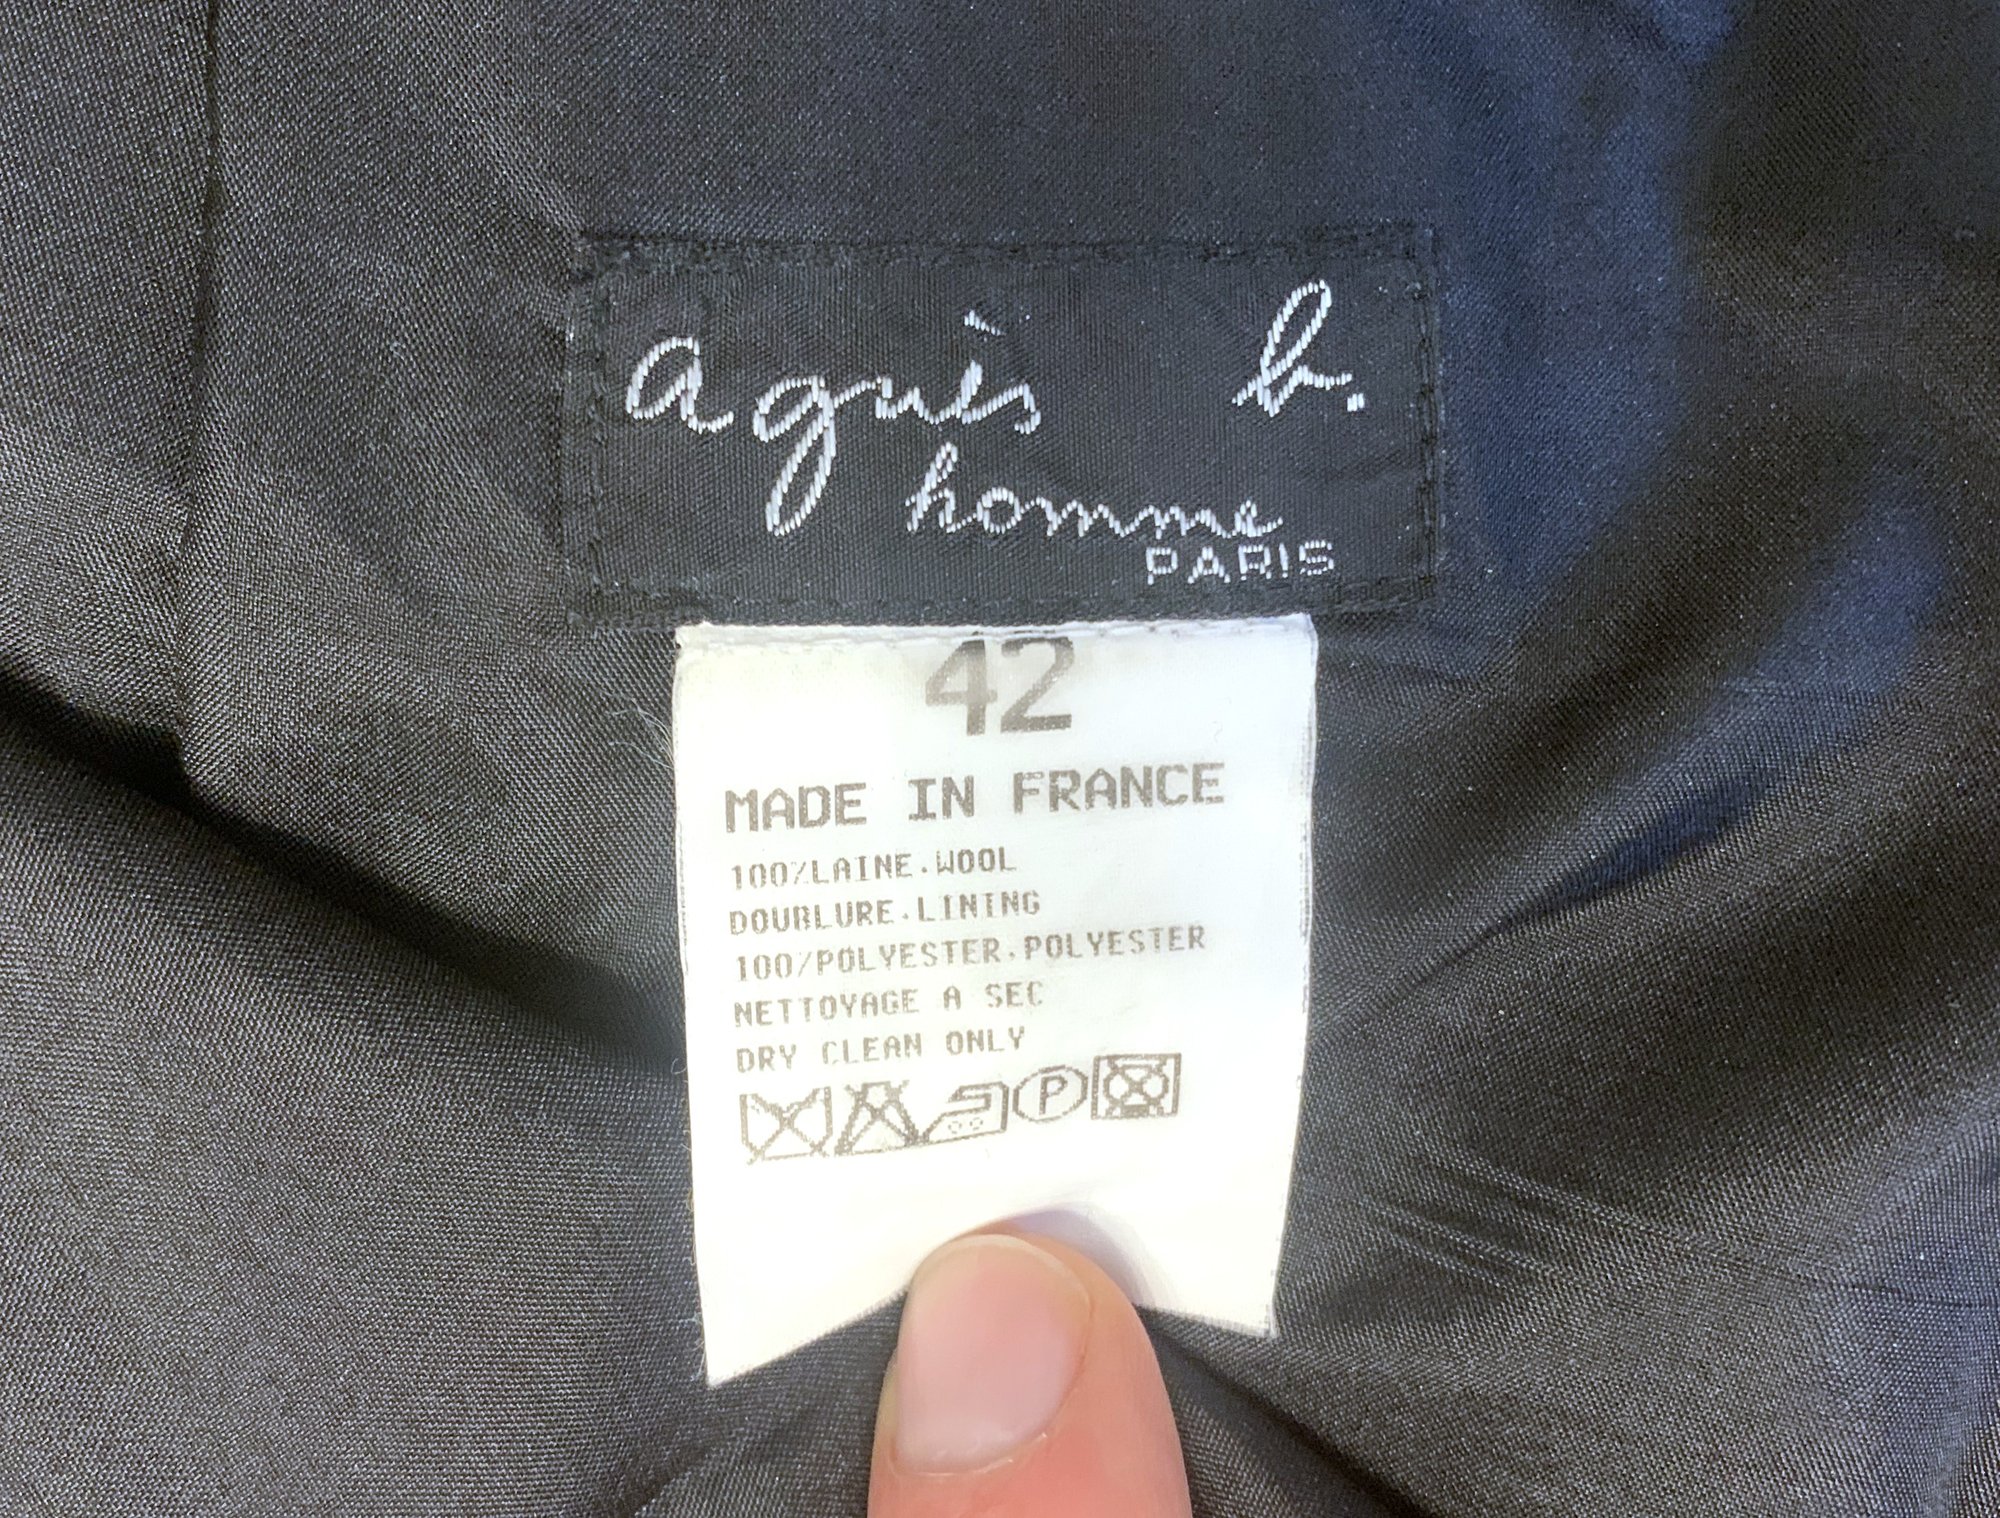 agnès b.
homme
PARIS
42
MADE IN FRANCE
100%LAINE.WOOL
DOUBLURE.LINING
100%POLYESTER.POLYESTER
NETTOYAGE A SEC
DRY CLEAN ONLY
P